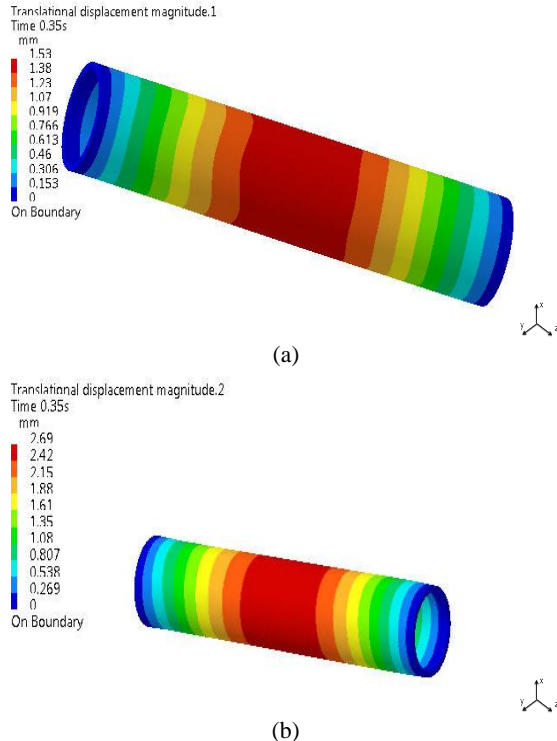 Translational displacement magnitude.1
Time 0.35s
mm
1.53
1.38
1.23
1.07
0.919
0.766
0.613
0.46
0.306
0.153
0
On Boundary
x
y
z
(a)
Translational displacement magnitude.2
Time 0.35s
mm
2.69
2.42
2.15
1.88
1.61
1.35
1.08
0.807
0.538
0.269
0
On Boundary
x
y
z
(b)